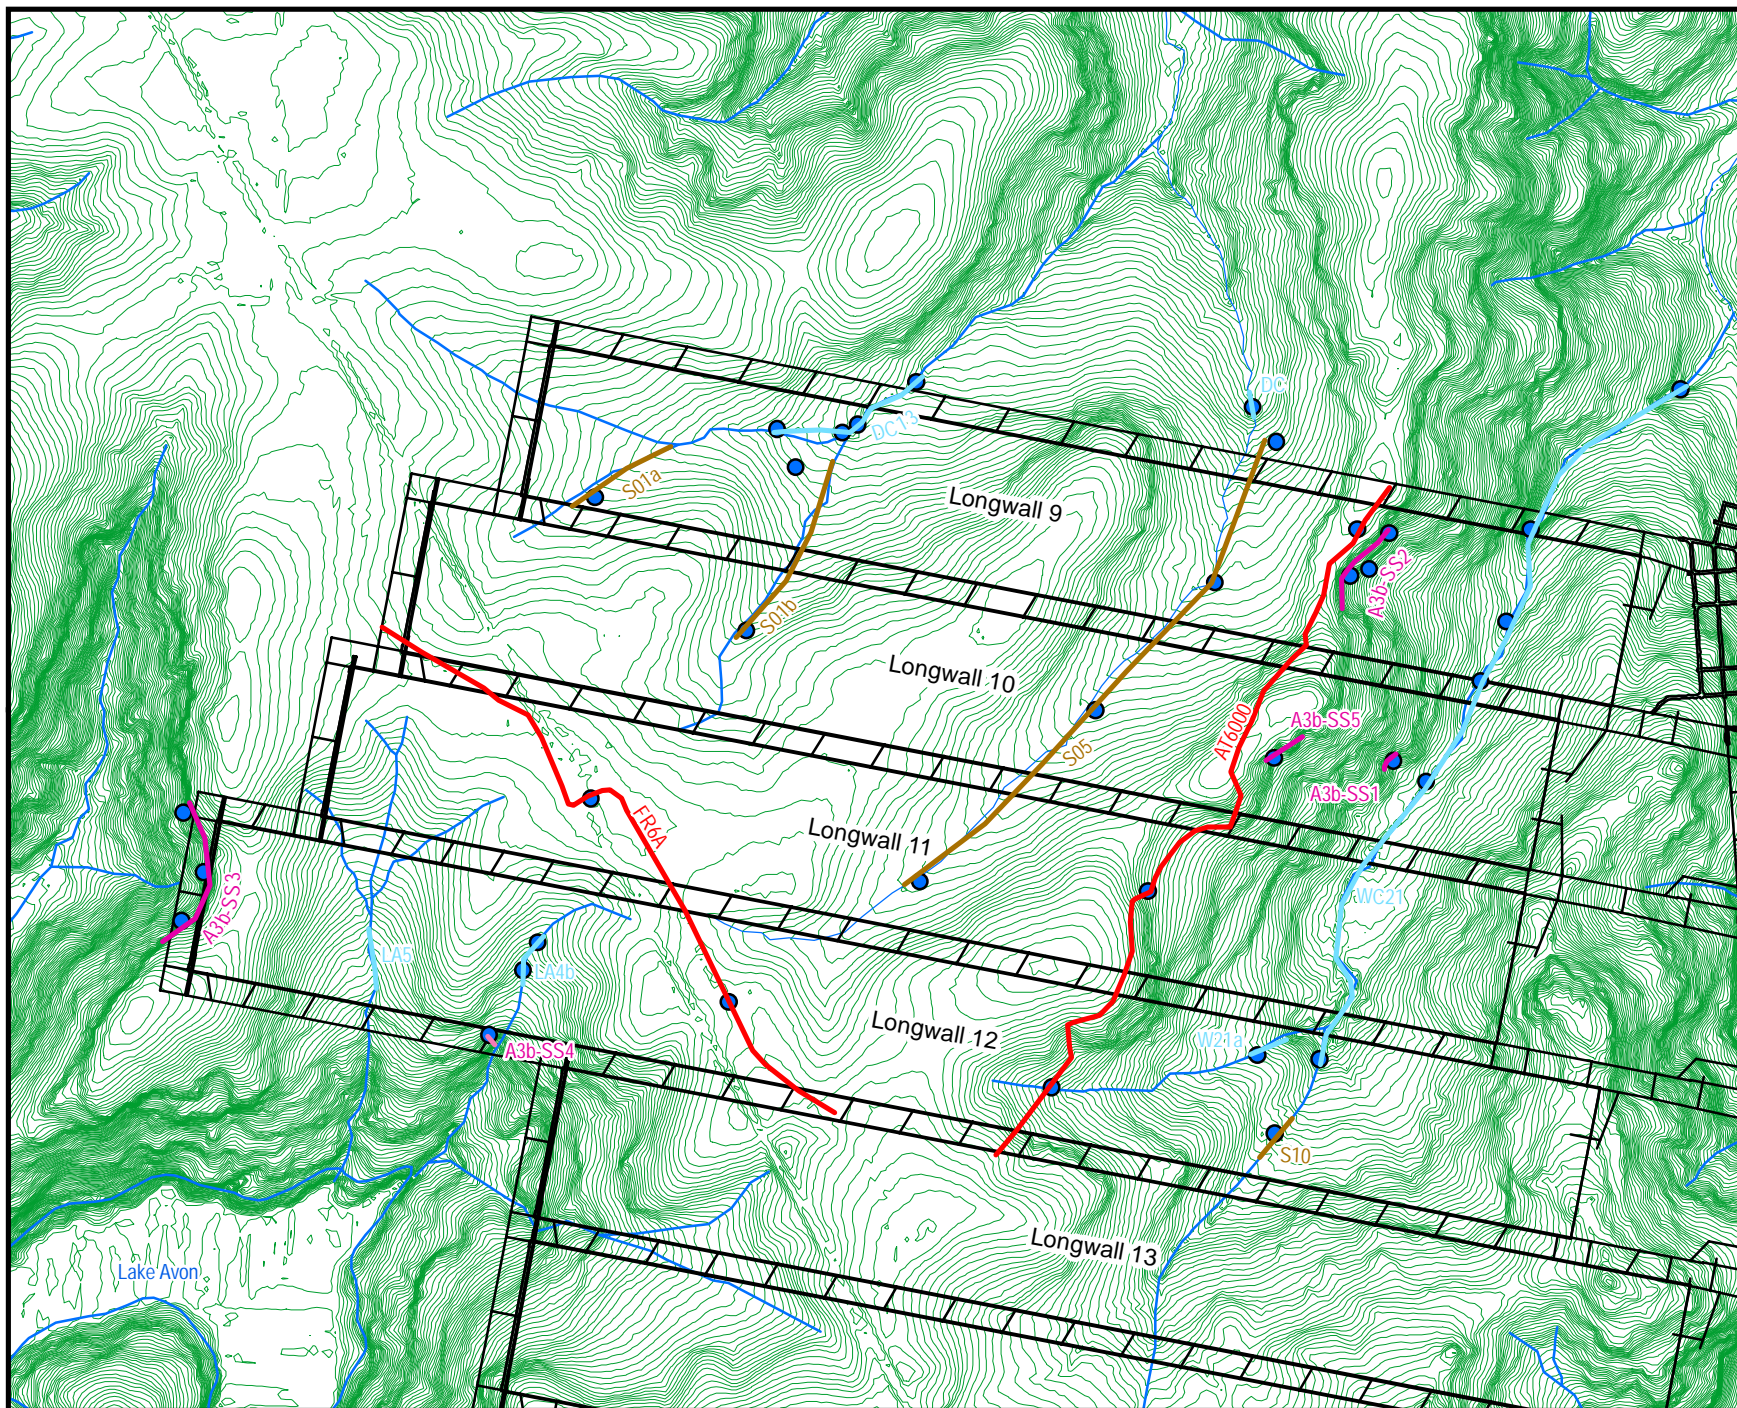 DC
DC13
S01a
Longwall 9
A3b-SS2
S01b
Longwall 10
A3b-SS5
AT6000
S05
A3b-SS1
FR6A
Longwall 11
WC21
A3b-SS3
LA5
LA4b
Longwall 12
W21a
A3b-SS4
S10
Longwall 13
Lake Avon